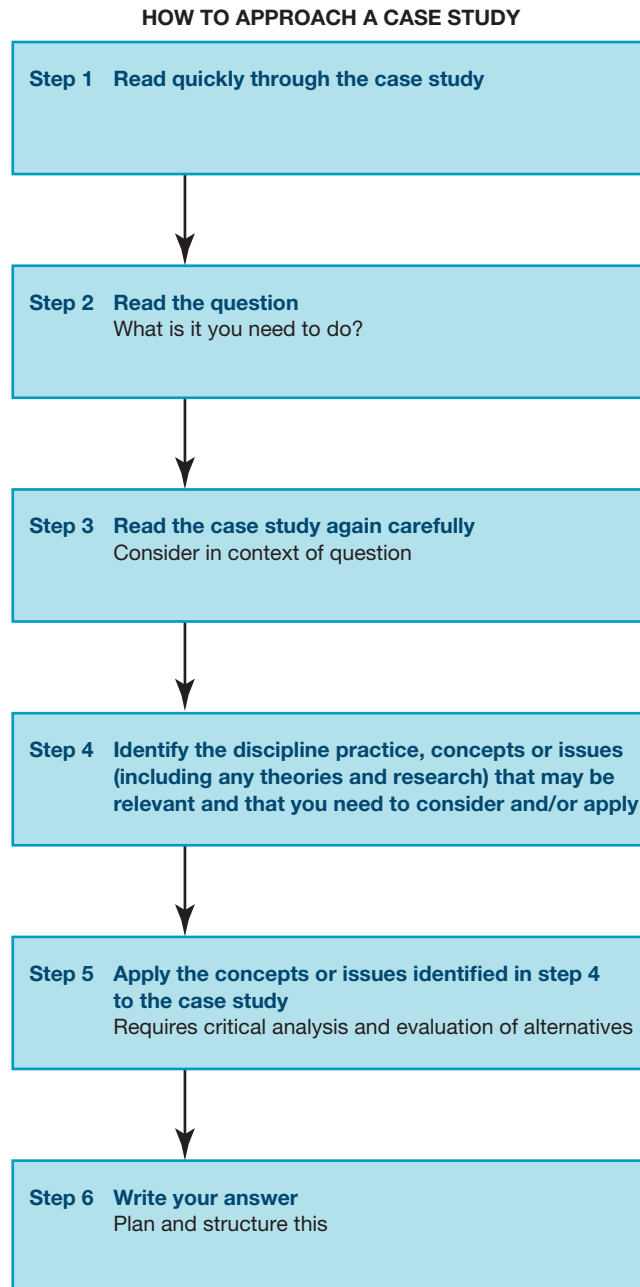 HOW TO APPROACH A CASE STUDY
Step 1 Read quickly through the case study
Step 2 Read the question
What is it you need to do?
Step 3 Read the case study again carefully
Consider in context of question
Step 4 Identify the discipline practice, concepts or issues
(including any theories and research) that may be
relevant and that you need to consider and/or apply
Step 5 Apply the concepts or issues identified in step 4
to the case study
Requires critical analysis and evaluation of alternatives
Step 6 Write your answer
Plan and structure this